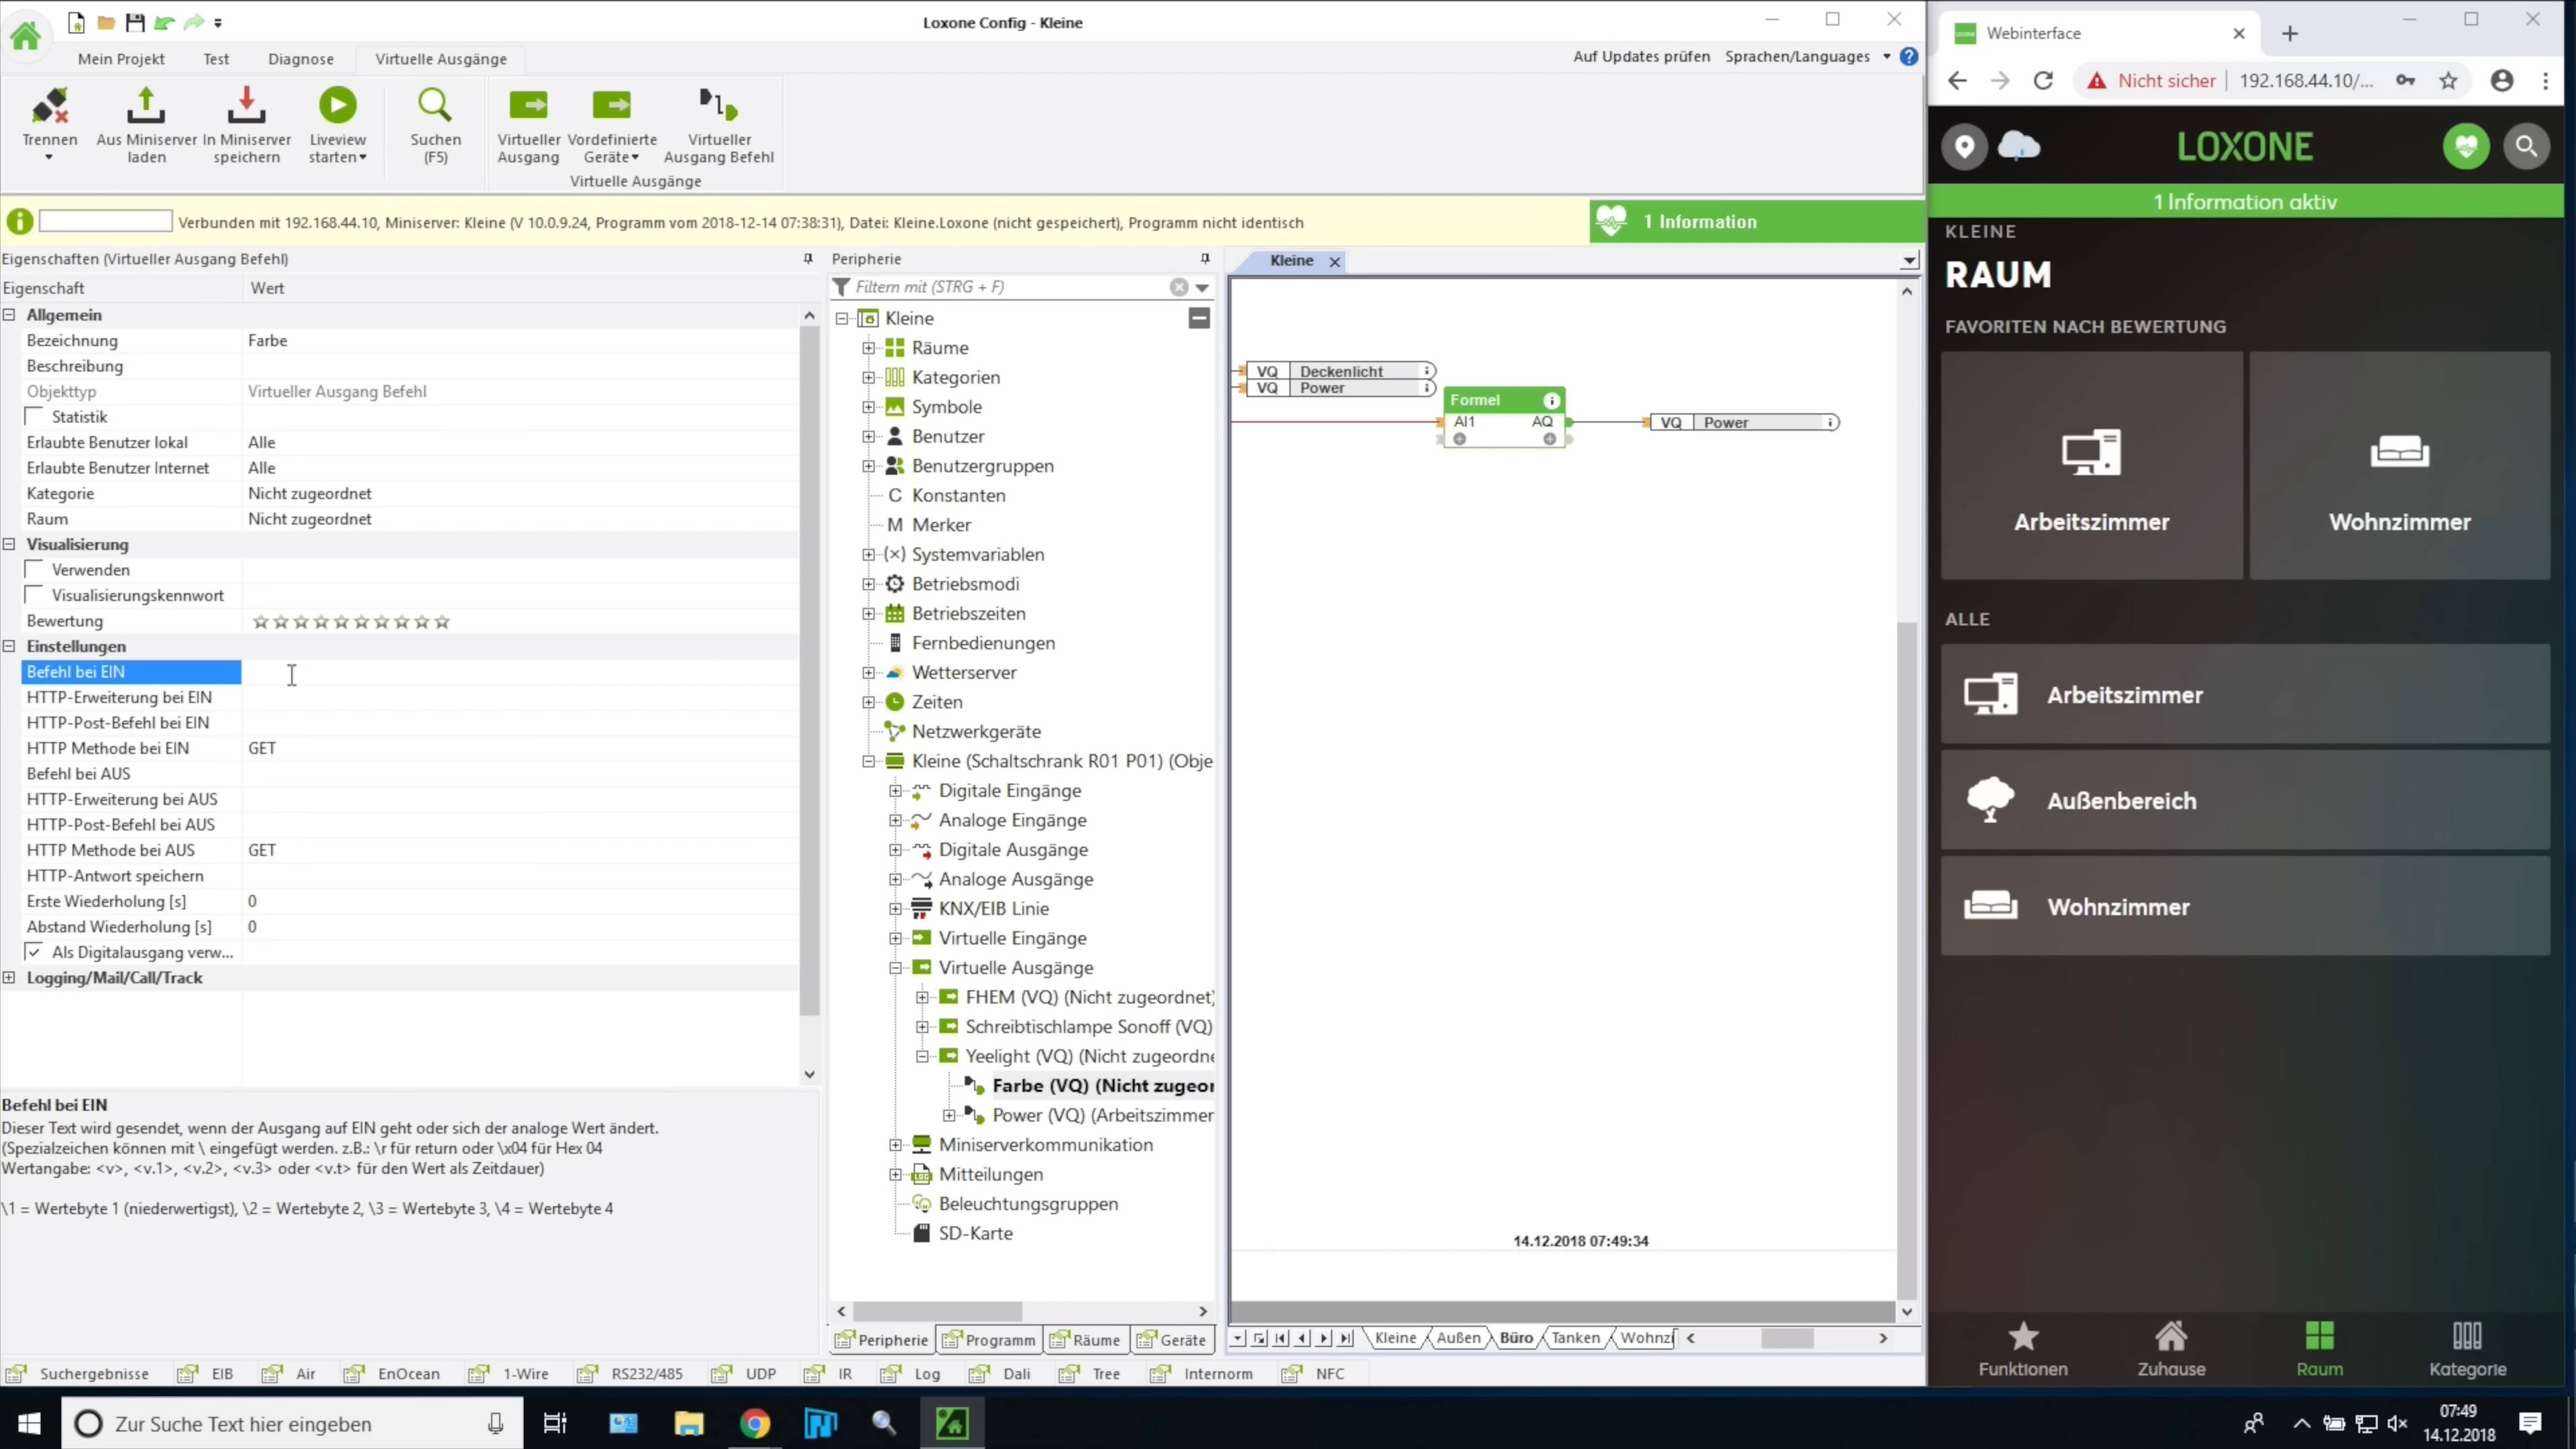 Loxone Config - Kleine
Mein Projekt
Test
Diagnose
Virtuelle Ausgänge
Auf Updates prüfen
Sprachen/Languages
Trennen
Aus Miniserver laden
In Miniserver speichern
Liveview starten
Suchen (F5)
Virtueller Ausgang
Vordefinierte Geräte
Virtueller Ausgang Befehl
Virtuelle Ausgänge
Verbunden mit 192.168.44.10, Miniserver: Kleine (V 10.0.9.24, Programm vom 2018-12-14 07:38:31), Datei: Kleine.Loxone (nicht gespeichert), Programm nicht identisch
1 Information
Eigenschaften (Virtueller Ausgang Befehl)
Eigenschaft Wert
Allgemein
Bezeichnung Farbe
Beschreibung
Objekttyp Virtueller Ausgang Befehl
Statistik
Erlaubte Benutzer lokal Alle
Erlaubte Benutzer Internet Alle
Kategorie Nicht zugeordnet
Raum Nicht zugeordnet
Visualisierung
Verwenden
Visualisierungskennwort
Bewertung
Einstellungen
Befehl bei EIN
HTTP-Erweiterung bei EIN
HTTP-Post-Befehl bei EIN
HTTP Methode bei EIN GET
Befehl bei AUS
HTTP-Erweiterung bei AUS
HTTP-Post-Befehl bei AUS
HTTP Methode bei AUS GET
HTTP-Antwort speichern
Erste Wiederholung [s] 0
Abstand Wiederholung [s] 0
Als Digitalausgang verw...
Logging/Mail/Call/Track
Befehl bei EIN
Dieser Text wird gesendet, wenn der Ausgang auf EIN geht oder sich der analoge Wert ändert.
(Spezialzeichen können mit \ eingefügt werden. z.B.: \r für return oder \x04 für Hex 04
Wertangabe: <v>, <v.1>, <v.2>, <v.3> oder <v.t> für den Wert als Zeitdauer)
\1 = Wertebyte 1 (niederwertigst), \2 = Wertebyte 2, \3 = Wertebyte 3, \4 = Wertebyte 4
Peripherie
Filtern mit (STRG + F)
Kleine
Räume
Kategorien
Symbole
Benutzer
Benutzergruppen
C Konstanten
M Merker
(×) Systemvariablen
Betriebsmodi
Betriebszeiten
Fernbedienungen
Wetterserver
Zeiten
Netzwerkgeräte
Kleine (Schaltschrank R01 P01) (Obje
Digitale Eingänge
Analoge Eingänge
Digitale Ausgänge
Analoge Ausgänge
KNX/EIB Linie
Virtuelle Eingänge
Virtuelle Ausgänge
FHEM (VQ) (Nicht zugeordnet)
Schreibtischlampe Sonoff (VQ)
Yeelight (VQ) (Nicht zugeordne
Farbe (VQ) (Nicht zugeor
Power (VQ) (Arbeitszimmer
Miniserverkommunikation
Mitteilungen
Beleuchtungsgruppen
SD-Karte
Peripherie
Programm
Räume
Geräte
Kleine
VQ Deckenlicht i
VQ Power i
Formel i
AI1 AQ
VQ Power i
14.12.2018 07:49:34
Kleine
Außen
Büro
Tanken
Wohnzi
Suchergebnisse
EIB
Air
EnOcean
1-Wire
RS232/485
UDP
IR
Log
Dali
Tree
Internorm
NFC
Webinterface
Nicht sicher
192.168.44.10/...
LOXONE
1 Information aktiv
KLEINE
RAUM
FAVORITEN NACH BEWERTUNG
Arbeitszimmer
Wohnzimmer
ALLE
Arbeitszimmer
Außenbereich
Wohnzimmer
Funktionen
Zuhause
Raum
Kategorie
Zur Suche Text hier eingeben
07:49
14.12.2018